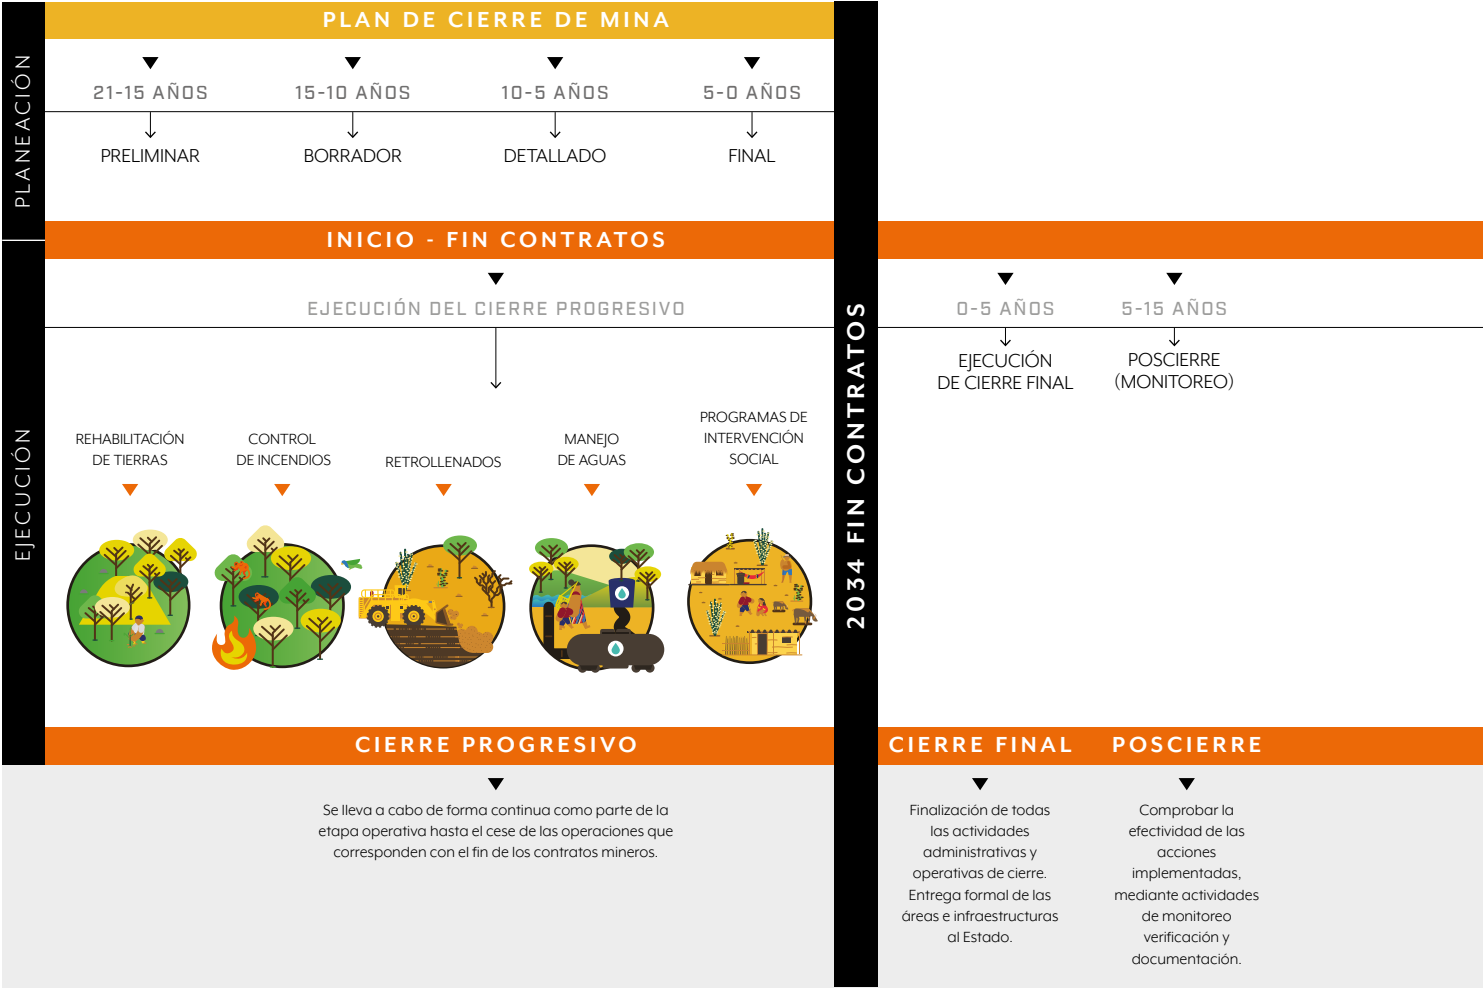 PLAN DE CIERRE DE MINA
PLANEACIÓN
21-15 AÑOS
15-10 AÑOS
10-5 AÑOS
5-0 AÑOS
PRELIMINAR
BORRADOR
DETALLADO
FINAL
INICIO - FIN CONTRATOS
EJECUCIÓN
EJECUCIÓN DEL CIERRE PROGRESIVO
REHABILITACIÓN
DE TIERRAS
CONTROL
DE INCENDIOS
RETROLLENADOS
MANEJO
DE AGUAS
PROGRAMAS DE
INTERVENCIÓN
SOCIAL
2034 FIN CONTRATOS
0-5 AÑOS
5-15 AÑOS
EJECUCIÓN
DE CIERRE FINAL
POSCIERRE
(MONITOREO)
CIERRE PROGRESIVO
Se lleva a cabo de forma continua como parte de la
etapa operativa hasta el cese de las operaciones que
corresponden con el fin de los contratos mineros.
CIERRE FINAL
Finalización de todas
las actividades
administrativas y
operativas de cierre.
Entrega formal de las
áreas e infraestructuras
al Estado.
POSCIERRE
Comprobar la
efectividad de las
acciones
implementadas,
mediante actividades
de monitoreo
verificación y
documentación.